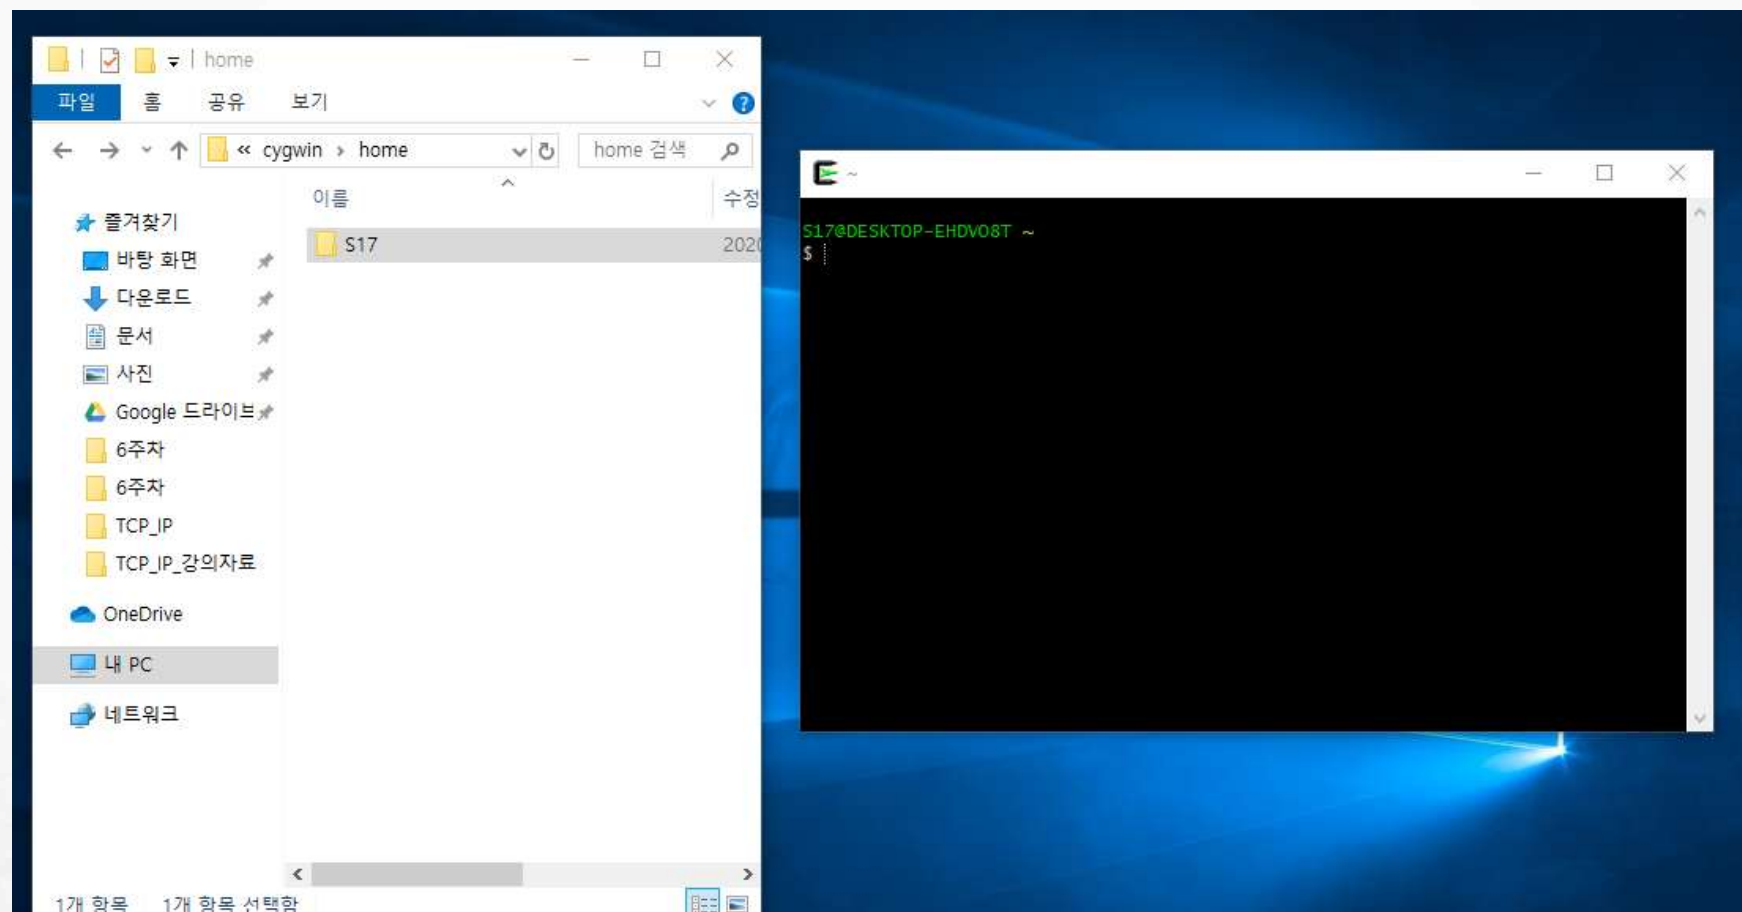 home
파일 홈 공유 보기
« cygwin › home
home 검색
이름
수정
S17
2020
즐겨찾기
바탕 화면
다운로드
문서
사진
Google 드라이브
6주차
6주차
TCP_IP
TCP_IP_강의자료
OneDrive
내 PC
네트워크
1개 항목 1개 항목 선택함
~
S17@DESKTOP-EHDVO8T ~
$